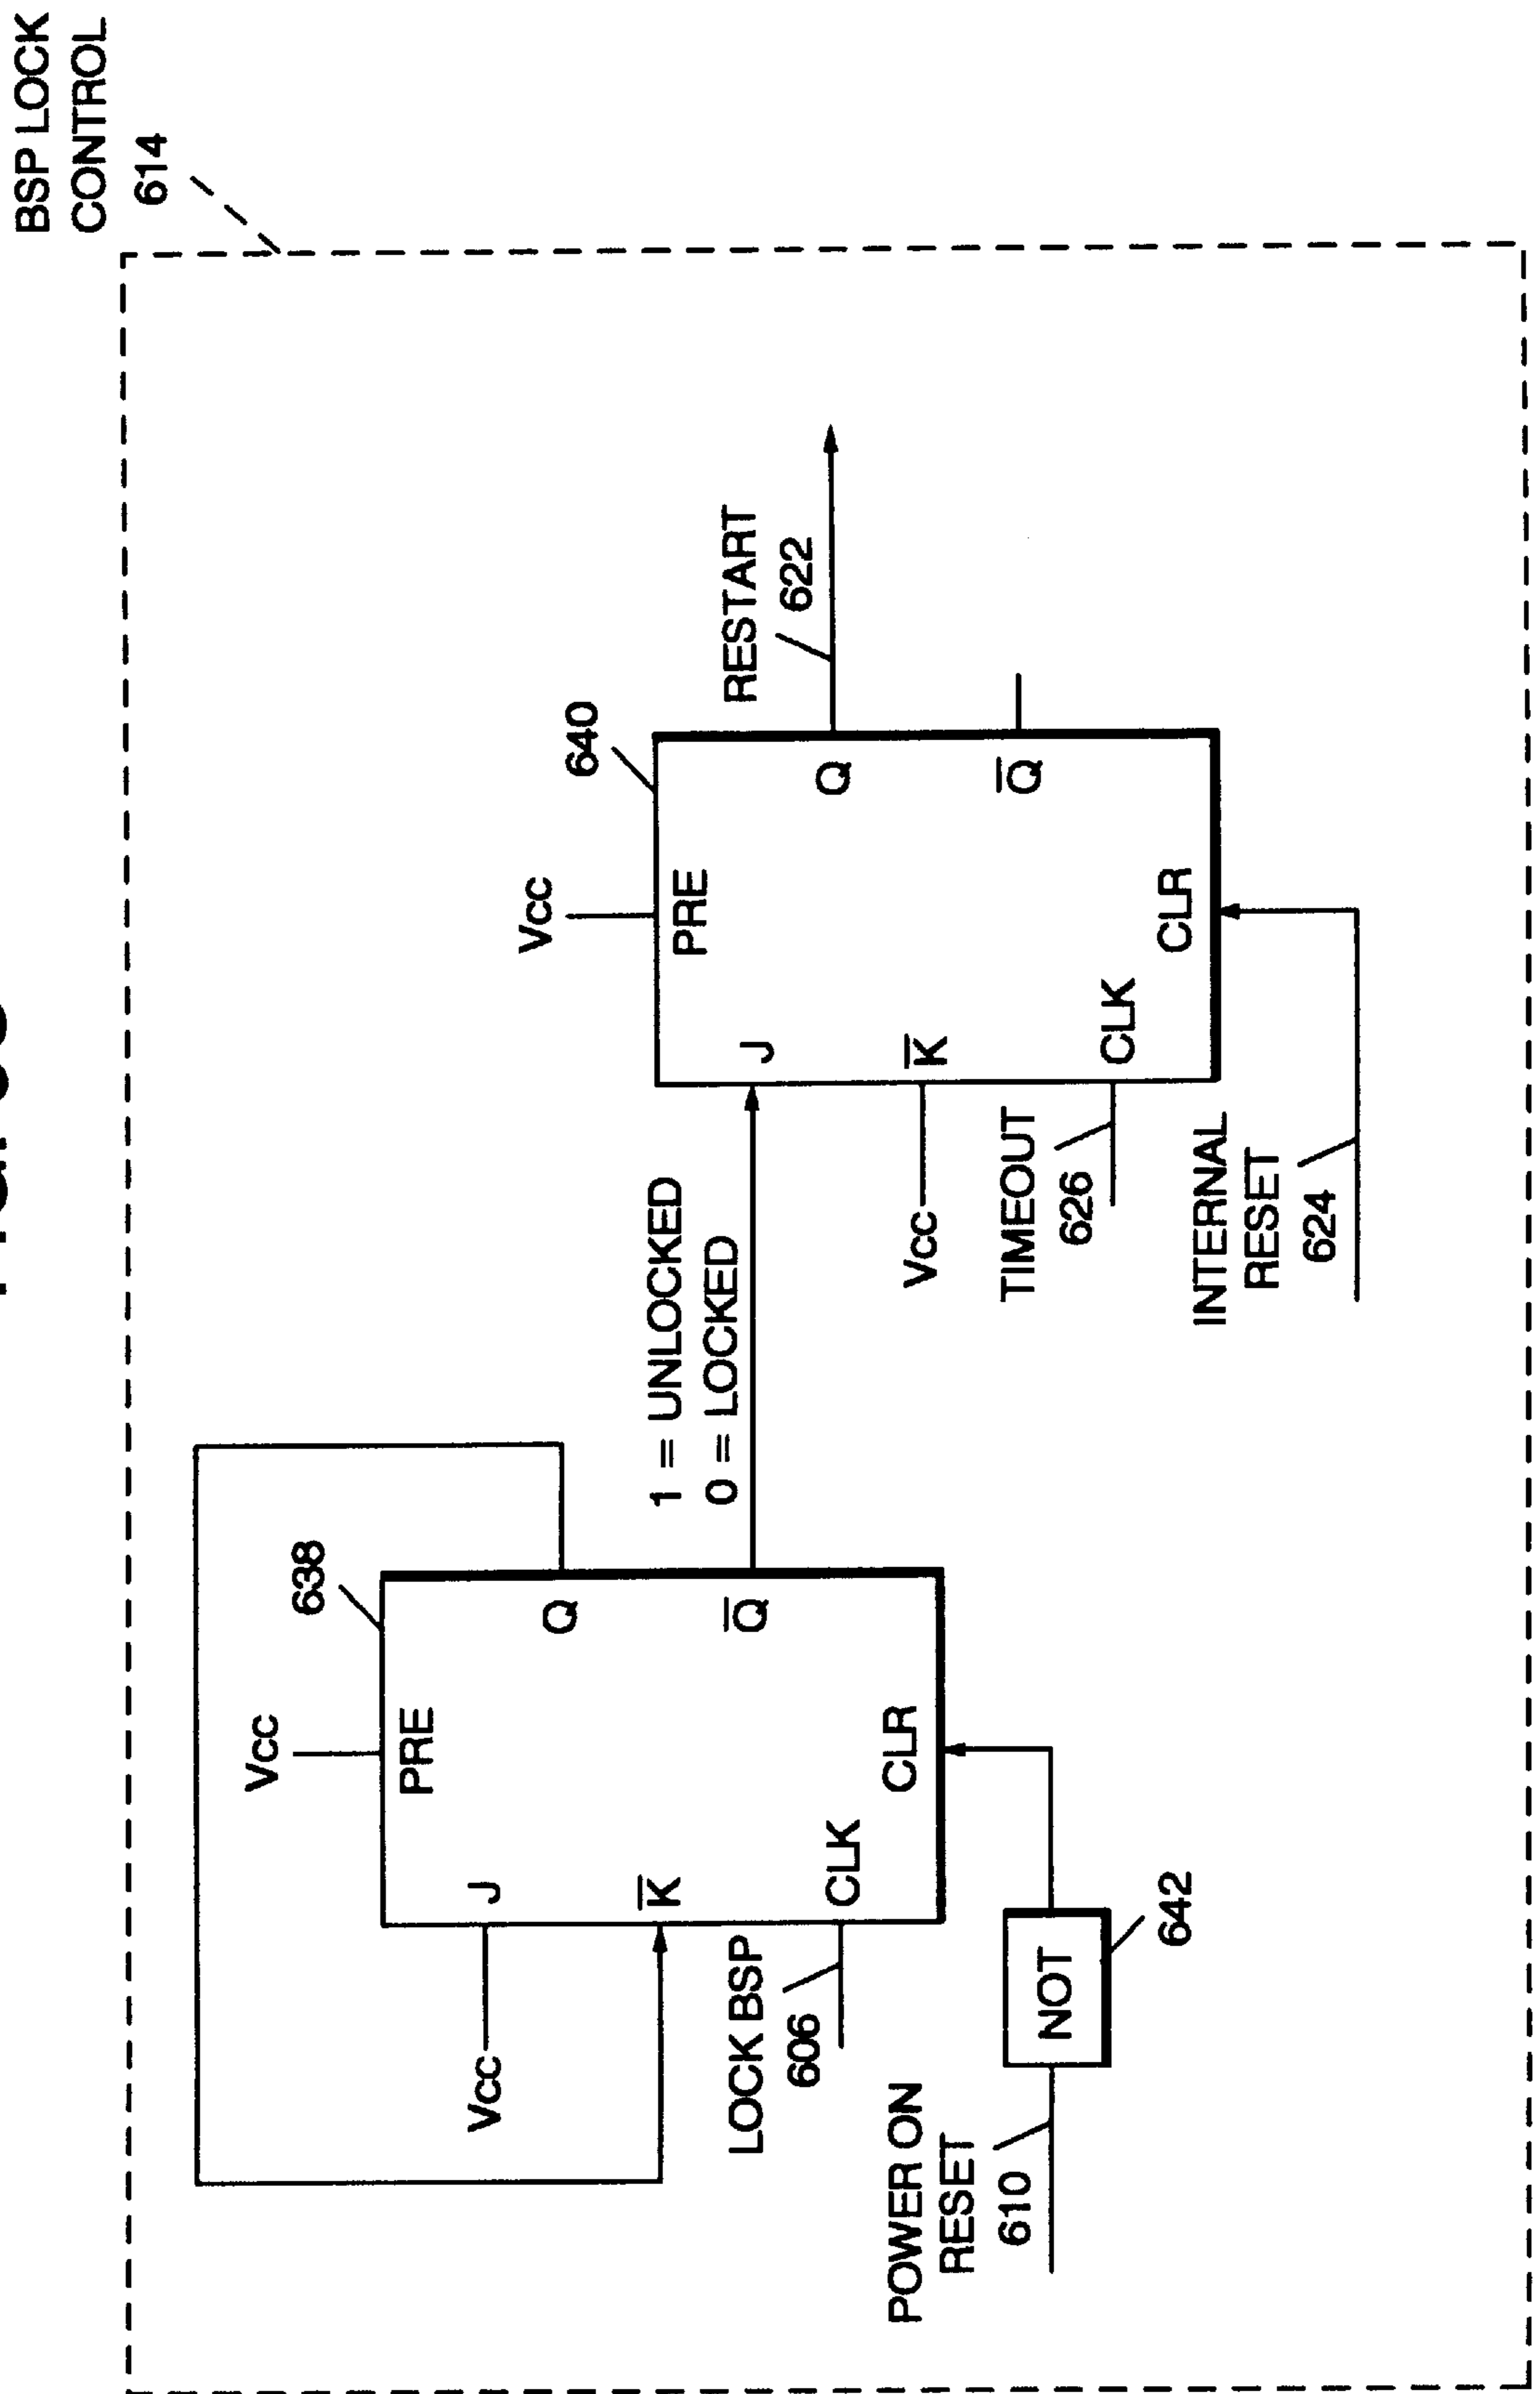 BSP LOCK
CONTROL
614
Vcc
638
PRE
J
Q
K̅
Q̅
CLK
CLR
Vcc
LOCK BSP
606
POWER ON
RESET
610
NOT
642
1 = UNLOCKED
0 = LOCKED
Vcc
640
PRE
J
Q
K̅
Q̅
CLK
CLR
Vcc
TIMEOUT
626
INTERNAL
RESET
624
RESTART
622